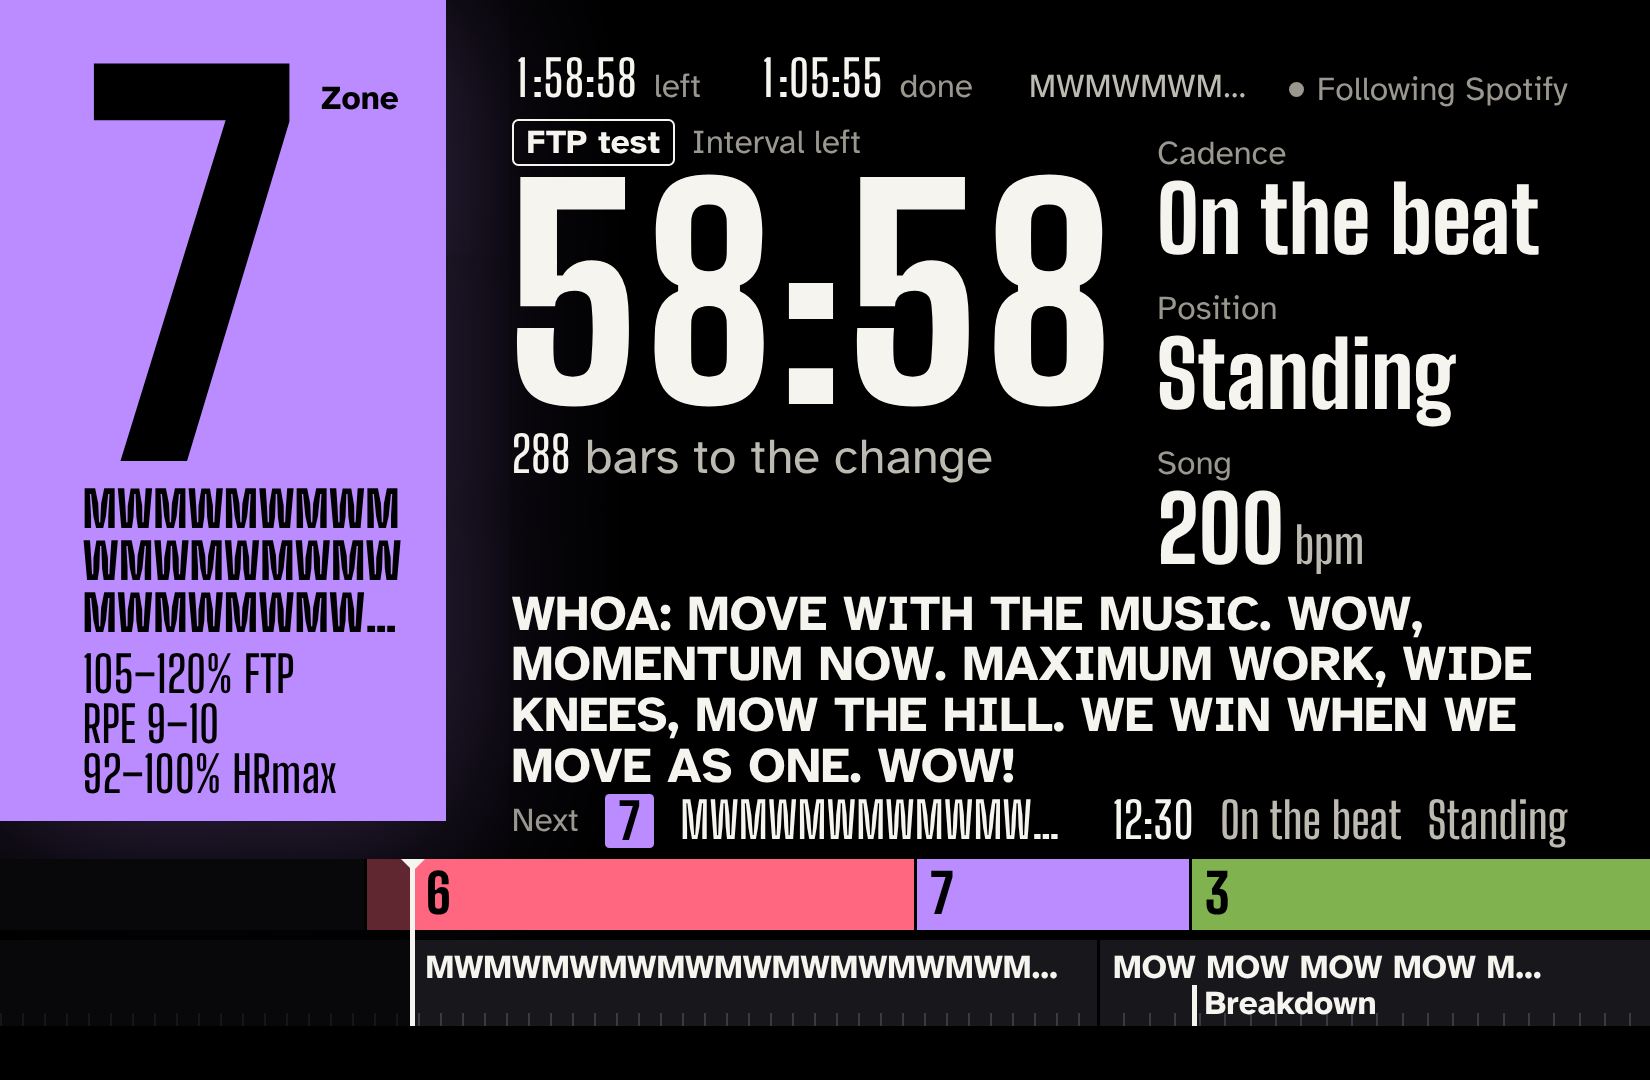 7 Zone
MWMWMWMWM
WMWMWMWMW
MWMWMWMW...
105–120% FTP
RPE 9–10
92–100% HRmax
1:58:58 left 1:05:55 done MWMWMWM... Following Spotify
FTP test Interval left
58:58
288 bars to the change
Cadence
On the beat
Position
Standing
Song
200 bpm
WHOA: MOVE WITH THE MUSIC. WOW,
MOMENTUM NOW. MAXIMUM WORK, WIDE
KNEES, MOW THE HILL. WE WIN WHEN WE
MOVE AS ONE. WOW!
Next 7 MWMWMWMWMWMWMW... 12:30 On the beat Standing
6 7 3
MWMWMWMWMWMWMWMWMWMWM... MOW MOW MOW MOW M...
Breakdown